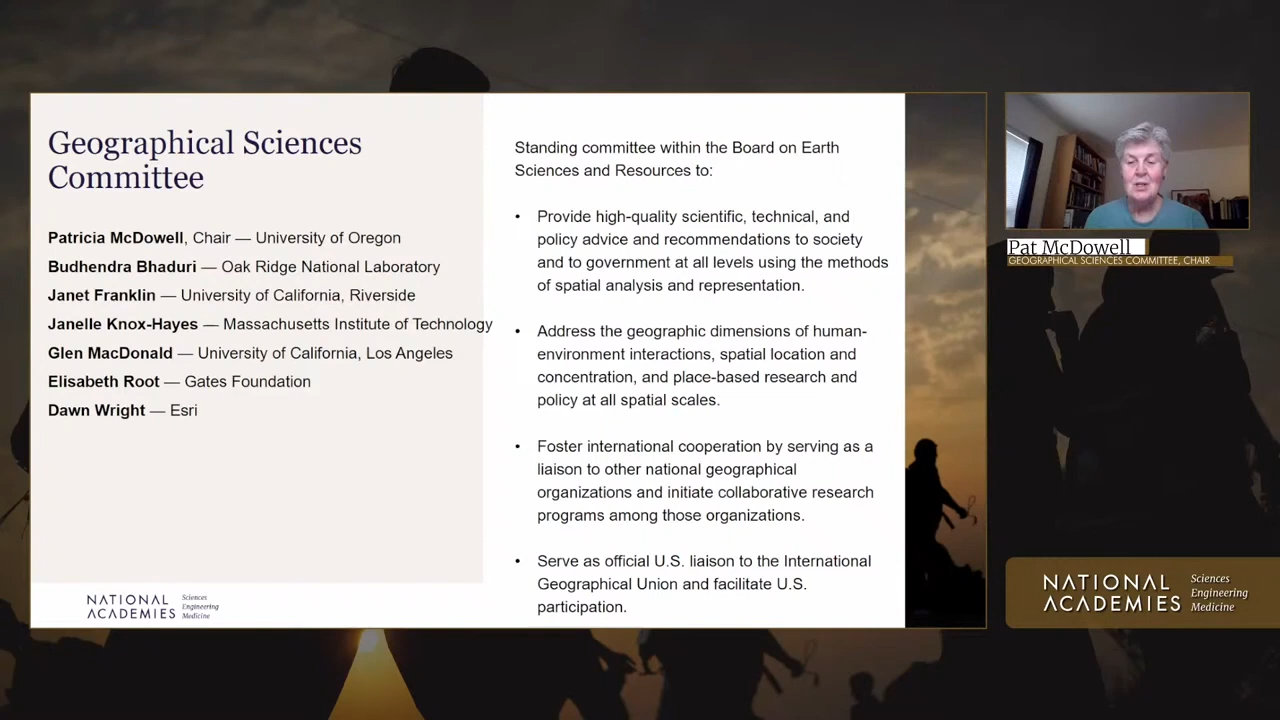 Geographical Sciences
Committee
Patricia McDowell, Chair — University of Oregon
Budhendra Bhaduri — Oak Ridge National Laboratory
Janet Franklin — University of California, Riverside
Janelle Knox-Hayes — Massachusetts Institute of Technology
Glen MacDonald — University of California, Los Angeles
Elisabeth Root — Gates Foundation
Dawn Wright — Esri
NATIONAL
ACADEMIES
Sciences
Engineering
Medicine
Standing committee within the Board on Earth
Sciences and Resources to:
• Provide high-quality scientific, technical, and
policy advice and recommendations to society
and to government at all levels using the methods
of spatial analysis and representation.
• Address the geographic dimensions of human-
environment interactions, spatial location and
concentration, and place-based research and
policy at all spatial scales.
• Foster international cooperation by serving as a
liaison to other national geographical
organizations and initiate collaborative research
programs among those organizations.
• Serve as official U.S. liaison to the International
Geographical Union and facilitate U.S.
participation.
Pat McDowell
GEOGRAPHICAL SCIENCES COMMITTEE, CHAIR
NATIONAL
ACADEMIES
Sciences
Engineering
Medicine